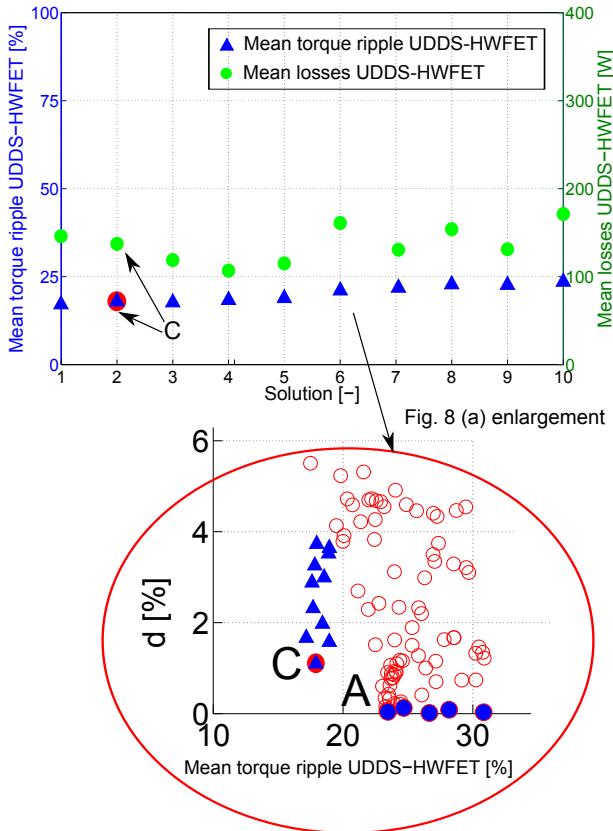 Mean torque ripple UDDS−HWFET [%]
100
75
50
25
0
Mean torque ripple UDDS-HWFET
Mean losses UDDS-HWFET
400
300
200
100
0
Mean losses UDDS−HWFET [W]
C
1 2 3 4 5 6 7 8 9 10
Solution [−]
Fig. 8 (a) enlargement
d [%]
6
4
2
0
C
A
10 20 30
Mean torque ripple UDDS−HWFET [%]